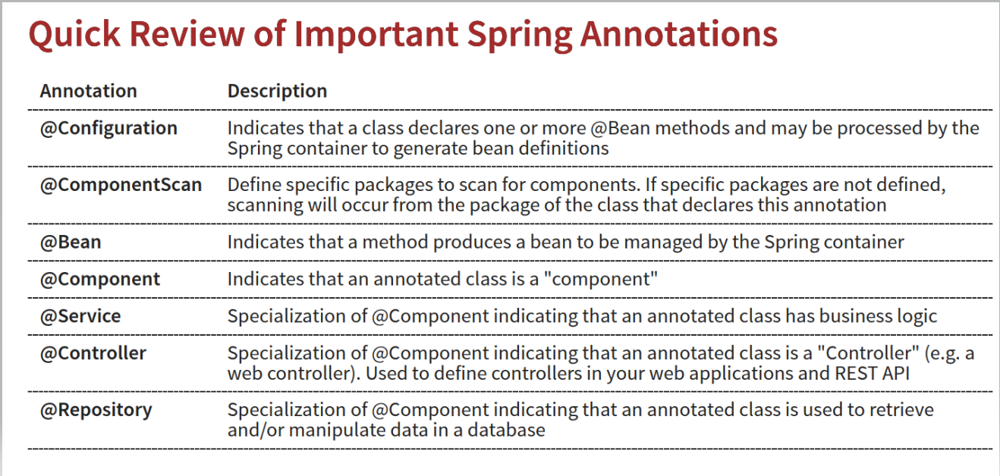 Quick Review of Important Spring Annotations
Annotation Description
@Configuration Indicates that a class declares one or more @Bean methods and may be processed by the
Spring container to generate bean definitions
@ComponentScan Define specific packages to scan for components. If specific packages are not defined,
scanning will occur from the package of the class that declares this annotation
@Bean Indicates that a method produces a bean to be managed by the Spring container
@Component Indicates that an annotated class is a "component"
@Service Specialization of @Component indicating that an annotated class has business logic
@Controller Specialization of @Component indicating that an annotated class is a "Controller" (e.g. a
web controller). Used to define controllers in your web applications and REST API
@Repository Specialization of @Component indicating that an annotated class is used to retrieve
and/or manipulate data in a database